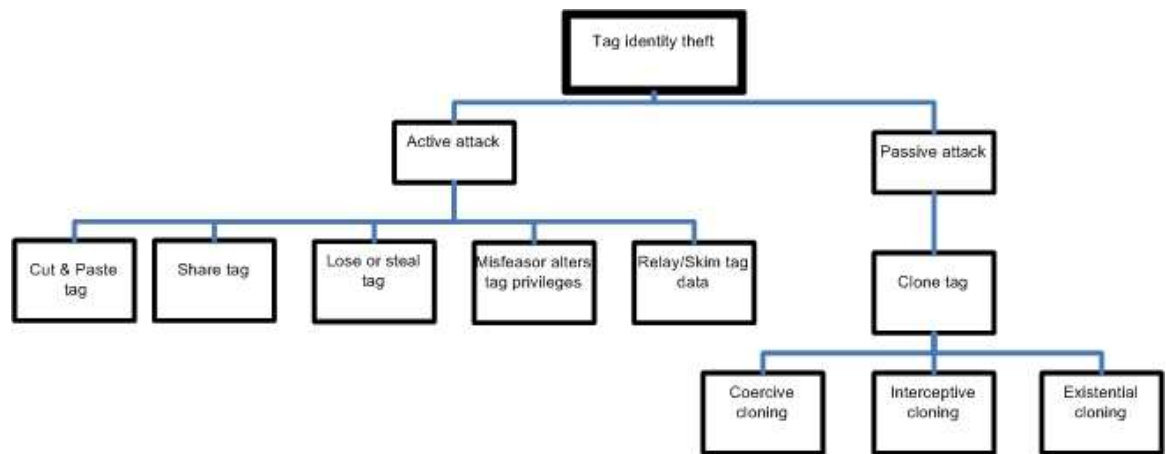 Tag identity theft
Active attack
Passive attack
Cut & Paste
tag
Share tag
Lose or steal
tag
Misfeasor alters
tag privileges
Relay/Skim tag
data
Clone tag
Coercive
cloning
Interceptive
cloning
Existential
cloning